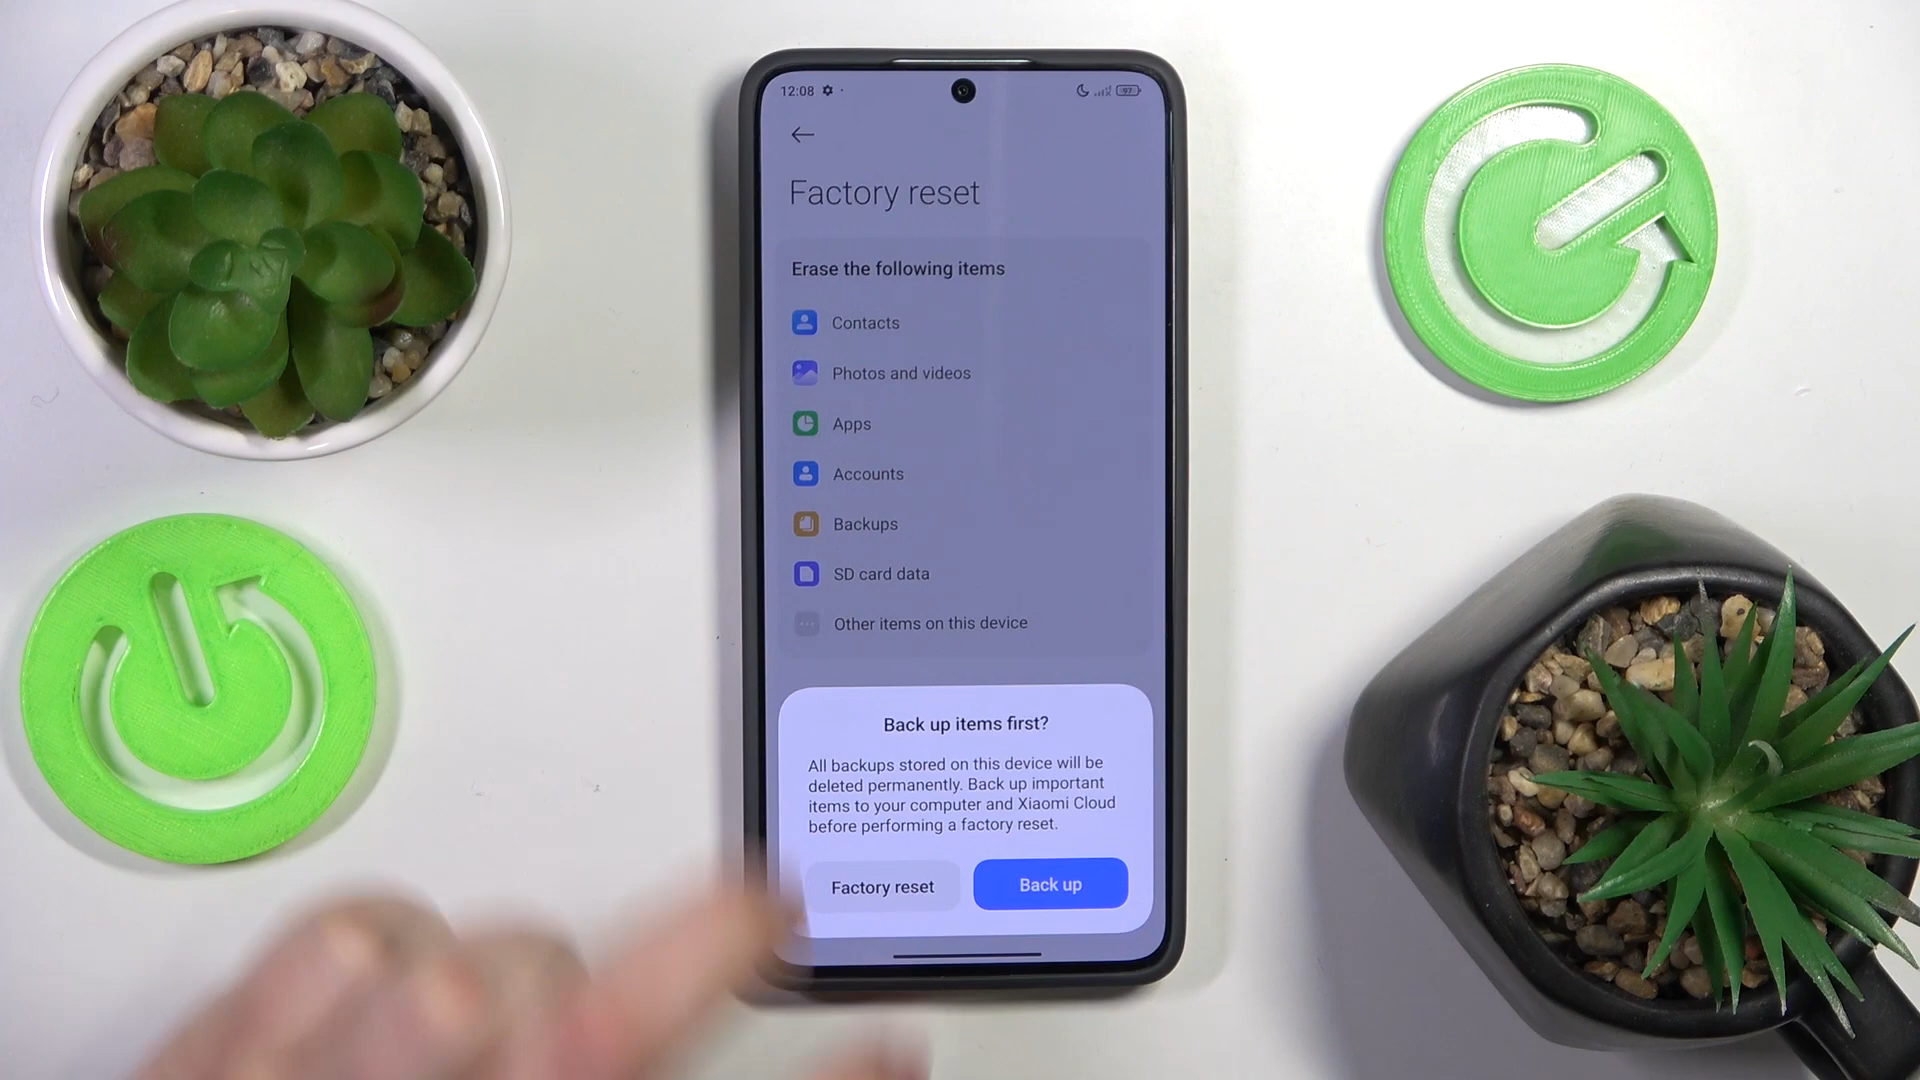 12:08
97
Factory reset
Erase the following items
Contacts
Photos and videos
Apps
Accounts
Backups
SD card data
Other items on this device
Back up items first?
All backups stored on this device will be
deleted permanently. Back up important
items to your computer and Xiaomi Cloud
before performing a factory reset.
Factory reset
Back up